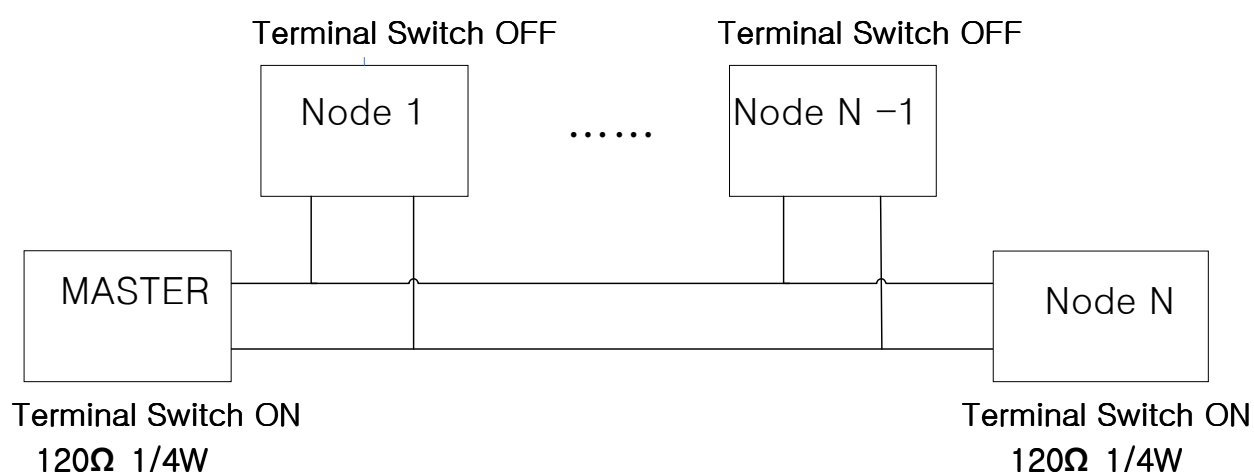 Terminal Switch OFF
Terminal Switch OFF
Node 1
......
Node N -1
MASTER
Node N
Terminal Switch ON
120Ω 1/4W
Terminal Switch ON
120Ω 1/4W